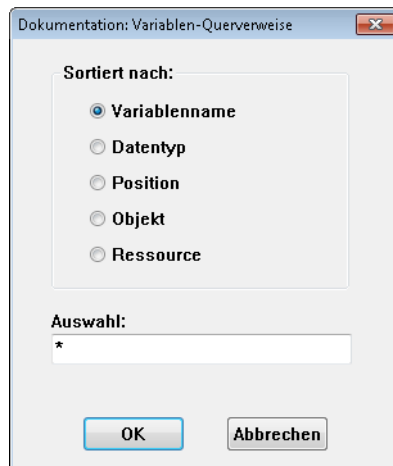 Dokumentation: Variablen-Querverweise
Sortiert nach:
Variablenname
Datentyp
Position
Objekt
Ressource
Auswahl:
*
OK
Abbrechen